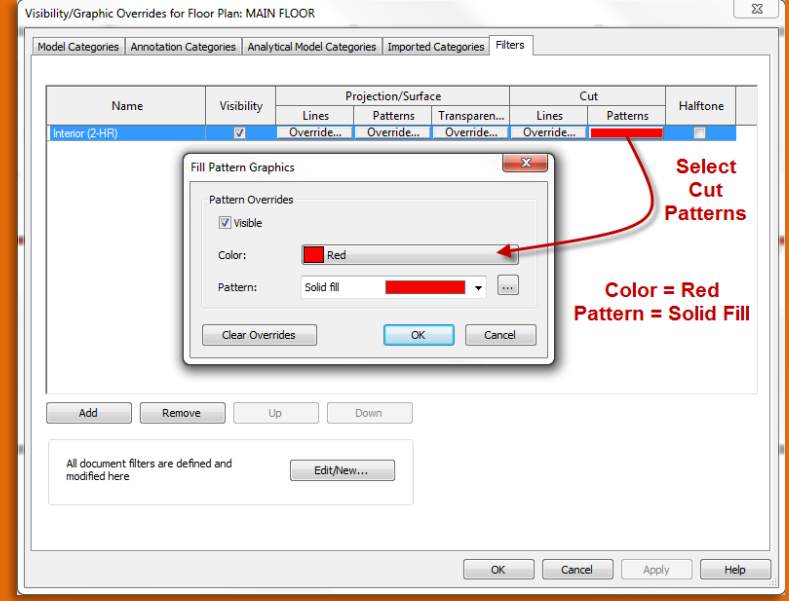 Visibility/Graphic Overrides for Floor Plan: MAIN FLOOR
Model Categories Annotation Categories Analytical Model Categories Imported Categories Filters
Name Visibility Projection/Surface Cut Halftone
Lines Patterns Transparen... Lines Patterns
Interior (2-HR) Override... Override... Override... Override...
Fill Pattern Graphics
Select
Cut
Patterns
Pattern Overrides
Visible
Color: Red
Pattern: Solid fill ...
Color = Red
Pattern = Solid Fill
Clear Overrides OK Cancel
Add Remove Up Down
All document filters are defined and
modified here
Edit/New...
OK Cancel Apply Help